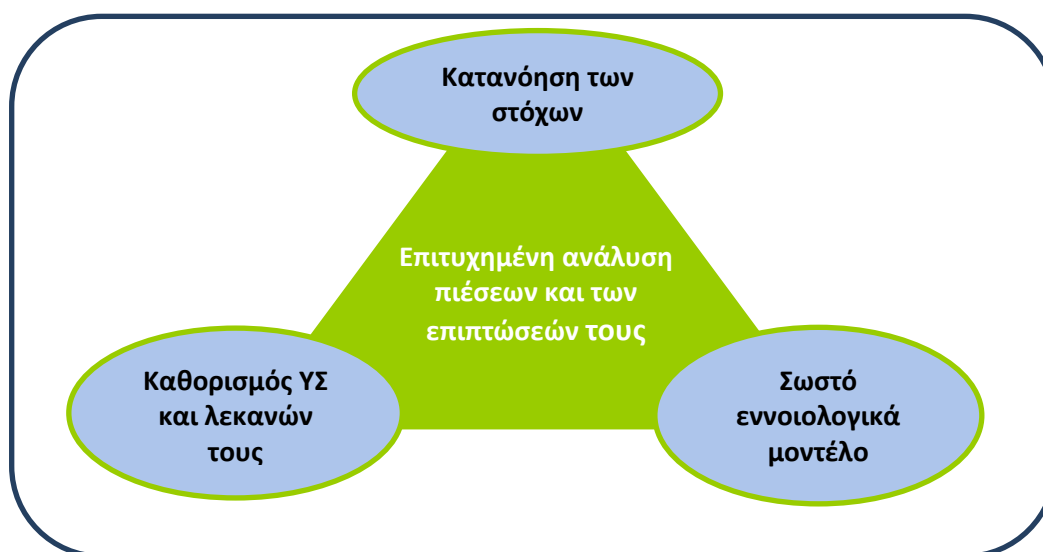 Κατανόηση των
στόχων
Επιτυχημένη ανάλυση
πιέσεων και των
επιπτώσεών τους
Καθορισμός ΥΣ
και λεκανών
τους
Σωστό
εννοιολογικά
μοντέλο